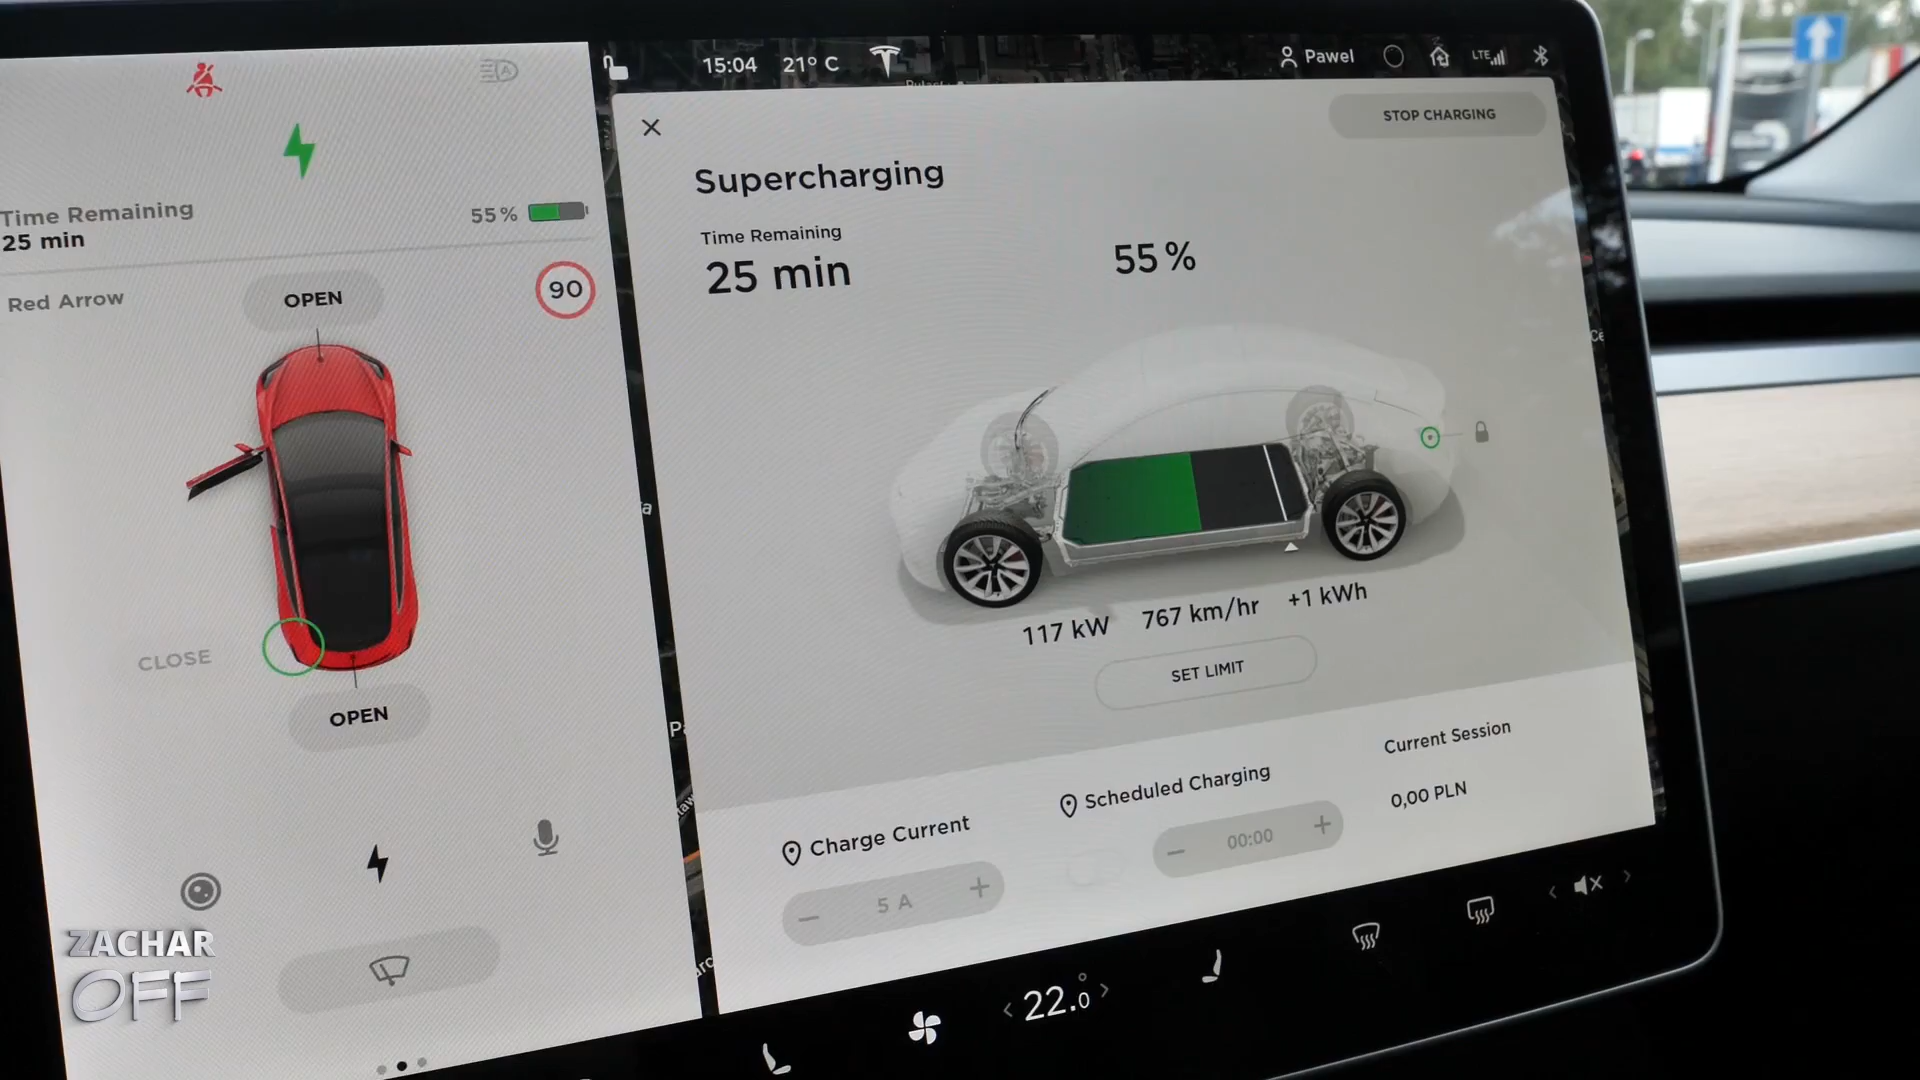 15:04 21° C
Pawel
LTE
Time Remaining
25 min
55%
Red Arrow
OPEN
90
CLOSE
OPEN
STOP CHARGING
Supercharging
Time Remaining
25 min
55 %
117 kW 767 km/hr +1 kWh
SET LIMIT
Charge Current
5 A
Scheduled Charging
00:00
Current Session
0,00 PLN
22.0°
ZACHAR
OFF